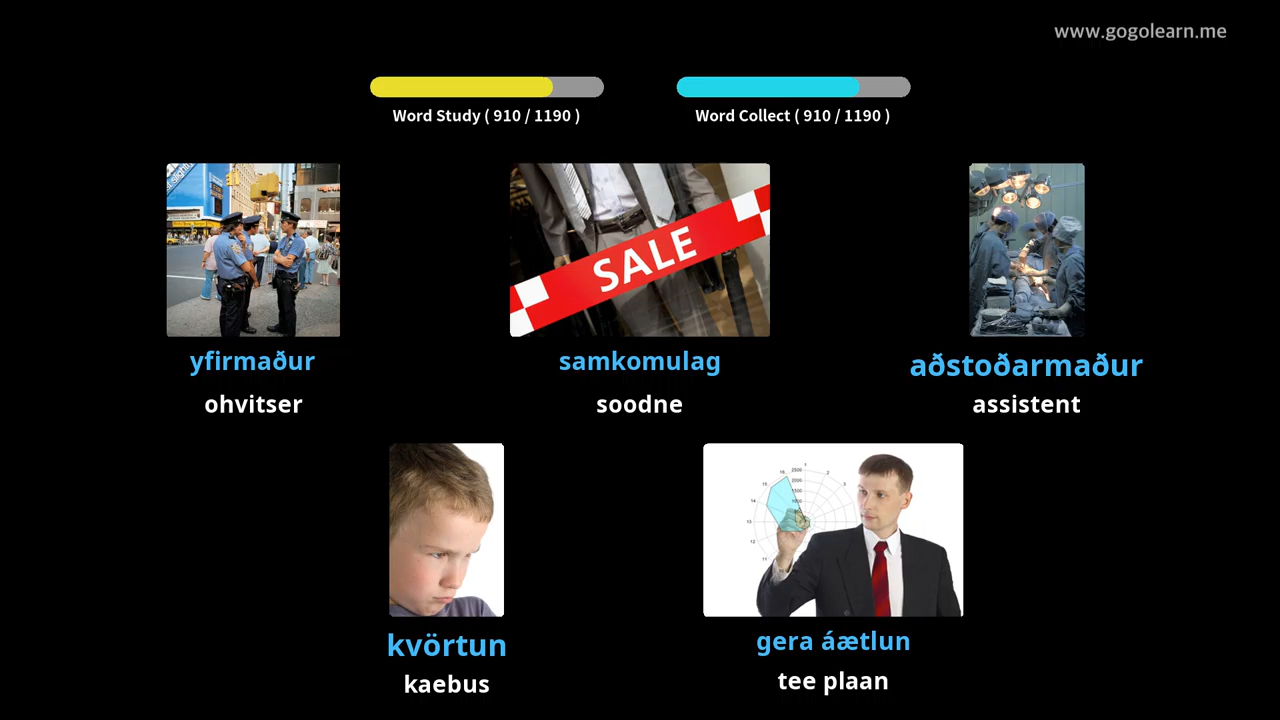 www.gogolearn.me
Word Study ( 910 / 1190 )
Word Collect ( 910 / 1190 )
SALE
yfirmaður
samkomulag
aðstoðarmaður
ohvitser
soodne
assistent
kvörtun
gera áætlun
kaebus
tee plaan